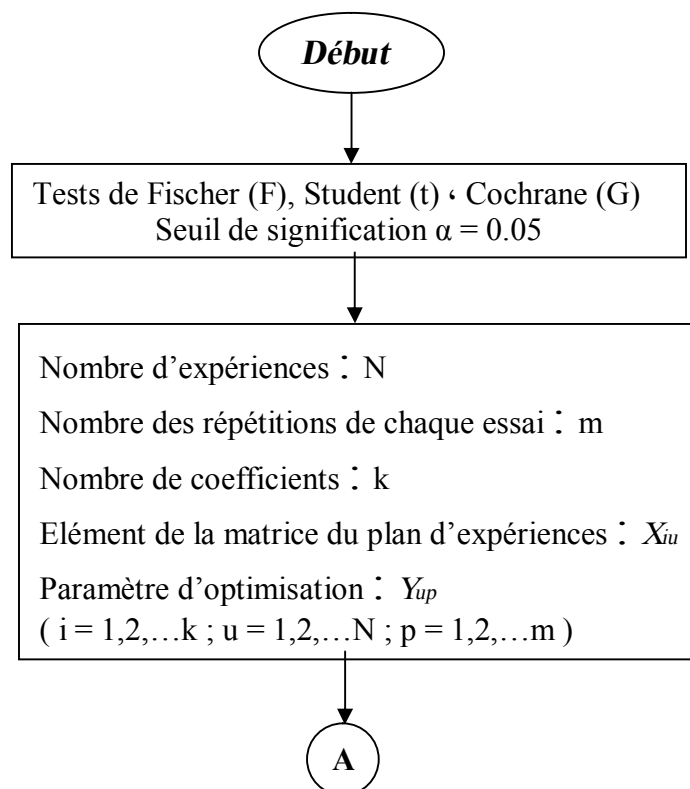 Début
Tests de Fischer (F), Student (t) ، Cochrane (G)
Seuil de signification α = 0.05
Nombre d’expériences : N
Nombre des répétitions de chaque essai : m
Nombre de coefficients : k
Elément de la matrice du plan d’expériences : Xiu
Paramètre d’optimisation : Yup
( i = 1,2,…k ; u = 1,2,…N ; p = 1,2,…m )
A